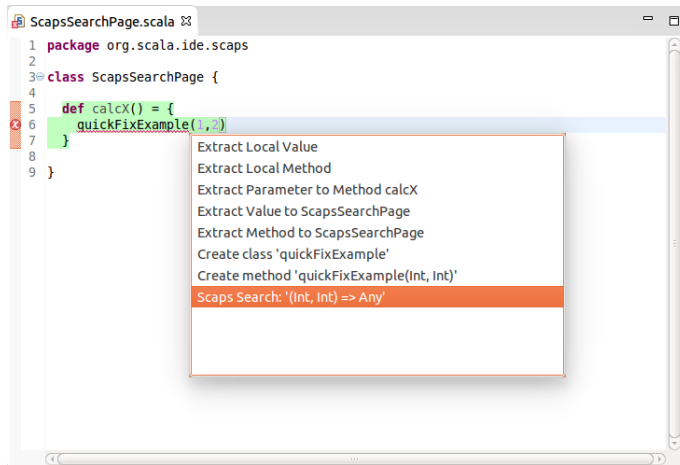 ScapsSearchPage.scala
1 package org.scala.ide.scaps
2
3 class ScapsSearchPage {
4
5 def calcX() = {
6 quickFixExample(1,2)
7 }
8
9 }
Extract Local Value
Extract Local Method
Extract Parameter to Method calcX
Extract Value to ScapsSearchPage
Extract Method to ScapsSearchPage
Create class 'quickFixExample'
Create method 'quickFixExample(Int, Int)'
Scaps Search: '(Int, Int) => Any'